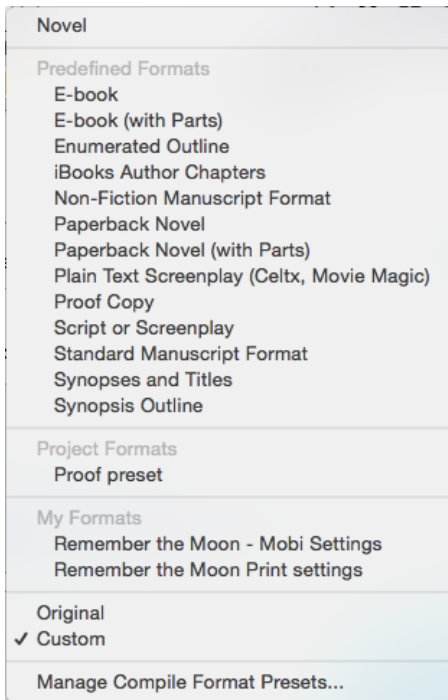 Novel
Predefined Formats
E-book
E-book (with Parts)
Enumerated Outline
iBooks Author Chapters
Non-Fiction Manuscript Format
Paperback Novel
Paperback Novel (with Parts)
Plain Text Screenplay (Celtx, Movie Magic)
Proof Copy
Script or Screenplay
Standard Manuscript Format
Synopses and Titles
Synopsis Outline
Project Formats
Proof preset
My Formats
Remember the Moon - Mobi Settings
Remember the Moon Print settings
Original
✓ Custom
Manage Compile Format Presets...